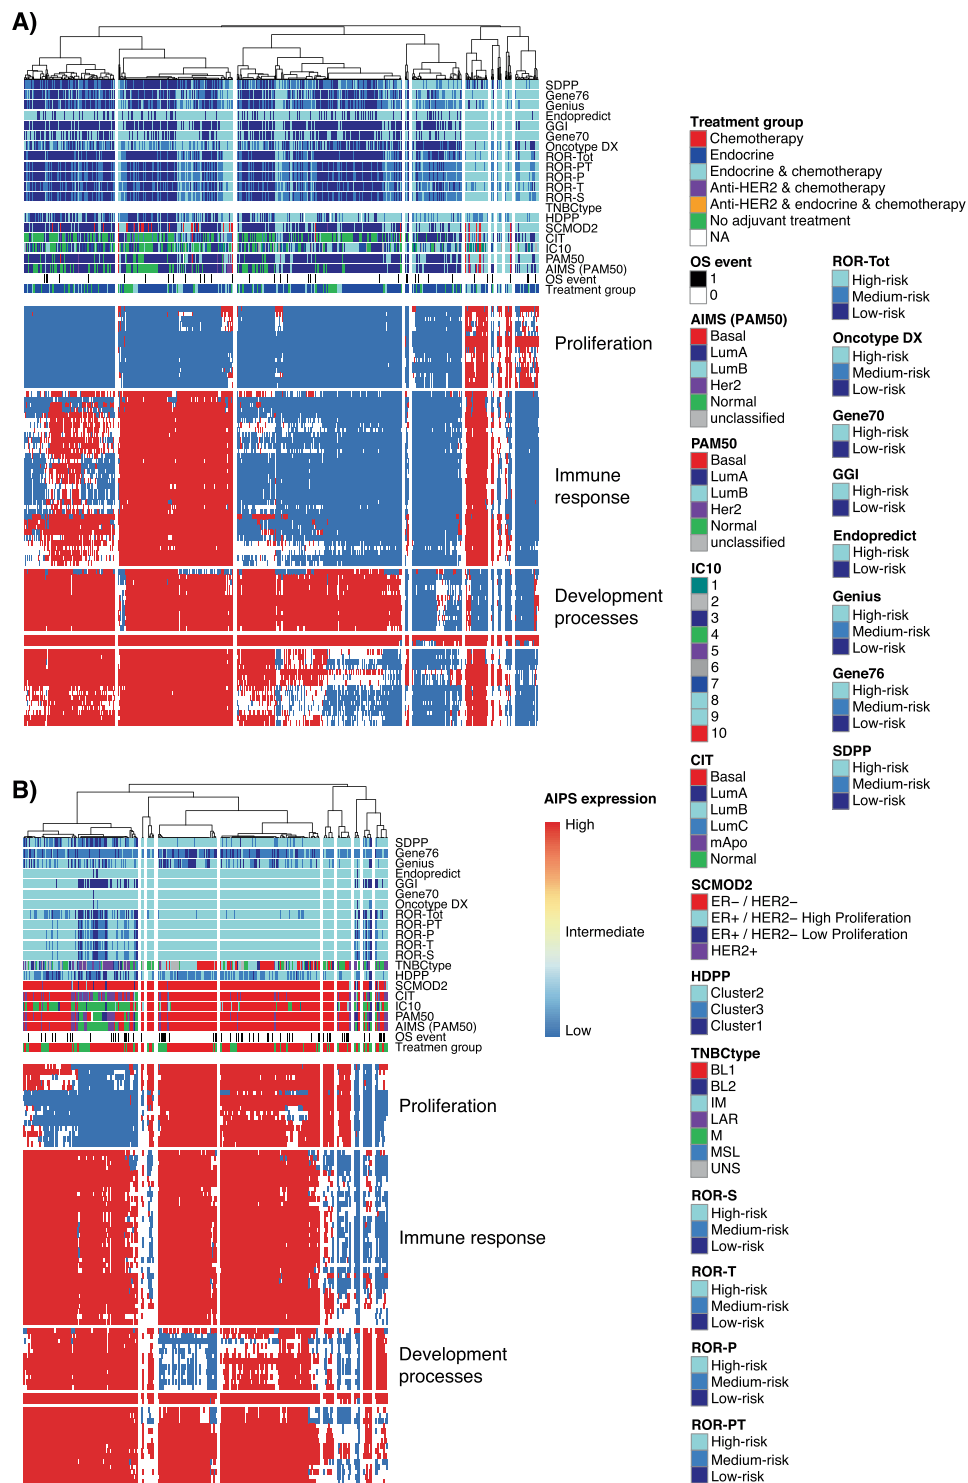 A)
SDPP
Gene76
Genius
Endopredict
GGI
Gene70
Oncotype DX
ROR-Tot
ROR-PT
ROR-P
ROR-T
ROR-S
TNBCtype
HDPP
SCMOD2
CIT
IC10
PAM50
AIMS (PAM50)
OS event
Treatment group
Proliferation
Immune
response
Development
processes
B)
SDPP
Gene76
Genius
Endopredict
GGI
Gene70
Oncotype DX
ROR-Tot
ROR-PT
ROR-P
ROR-T
ROR-S
TNBCtype
HDPP
SCMOD2
CIT
IC10
PAM50
AIMS (PAM50)
OS event
Treatmen group
Proliferation
Immune response
Development
processes
AIPS expression
High
Intermediate
Low
Treatment group
Chemotherapy
Endocrine
Endocrine & chemotherapy
Anti-HER2 & chemotherapy
Anti-HER2 & endocrine & chemotherapy
No adjuvant treatment
NA
OS event
1
0
AIMS (PAM50)
Basal
LumA
LumB
Her2
Normal
unclassified
PAM50
Basal
LumA
LumB
Her2
Normal
unclassified
IC10
1
2
3
4
5
6
7
8
9
10
CIT
Basal
LumA
LumB
LumC
mApo
Normal
SCMOD2
ER− / HER2−
ER+ / HER2− High Proliferation
ER+ / HER2− Low Proliferation
HER2+
HDPP
Cluster2
Cluster3
Cluster1
TNBCtype
BL1
BL2
IM
LAR
M
MSL
UNS
ROR-S
High-risk
Medium-risk
Low-risk
ROR-T
High-risk
Medium-risk
Low-risk
ROR-P
High-risk
Medium-risk
Low-risk
ROR-PT
High-risk
Medium-risk
Low-risk
ROR-Tot
High-risk
Medium-risk
Low-risk
Oncotype DX
High-risk
Medium-risk
Low-risk
Gene70
High-risk
Low-risk
GGI
High-risk
Low-risk
Endopredict
High-risk
Low-risk
Genius
High-risk
Medium-risk
Low-risk
Gene76
High-risk
Medium-risk
Low-risk
SDPP
High-risk
Medium-risk
Low-risk